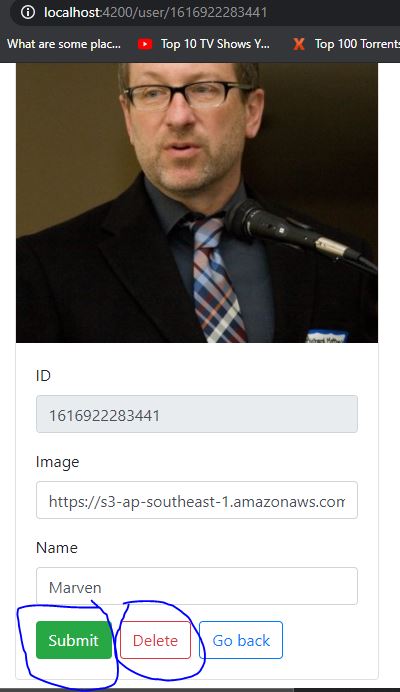 localhost:4200/user/1616922283441
What are some plac...
Top 10 TV Shows Y...
Top 100 Torrents
ID
1616922283441
Image
https://s3-ap-southeast-1.amazonaws.com
Name
Marven
Submit
Delete
Go back